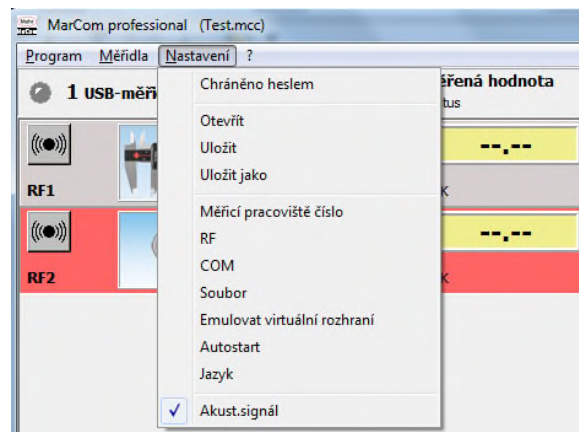 MarCom professional (Test.mcc)
Program Měřidla Nastavení ?
1 USB-měři
Chráněno heslem
Otevřít
Uložit
Uložit jako
Měřicí pracoviště číslo
RF
COM
Soubor
Emulovat virtuální rozhraní
Autostart
Jazyk
Akust.signál
ěřená hodnota
tus
RF1
--.--
K
RF2
--.--
K